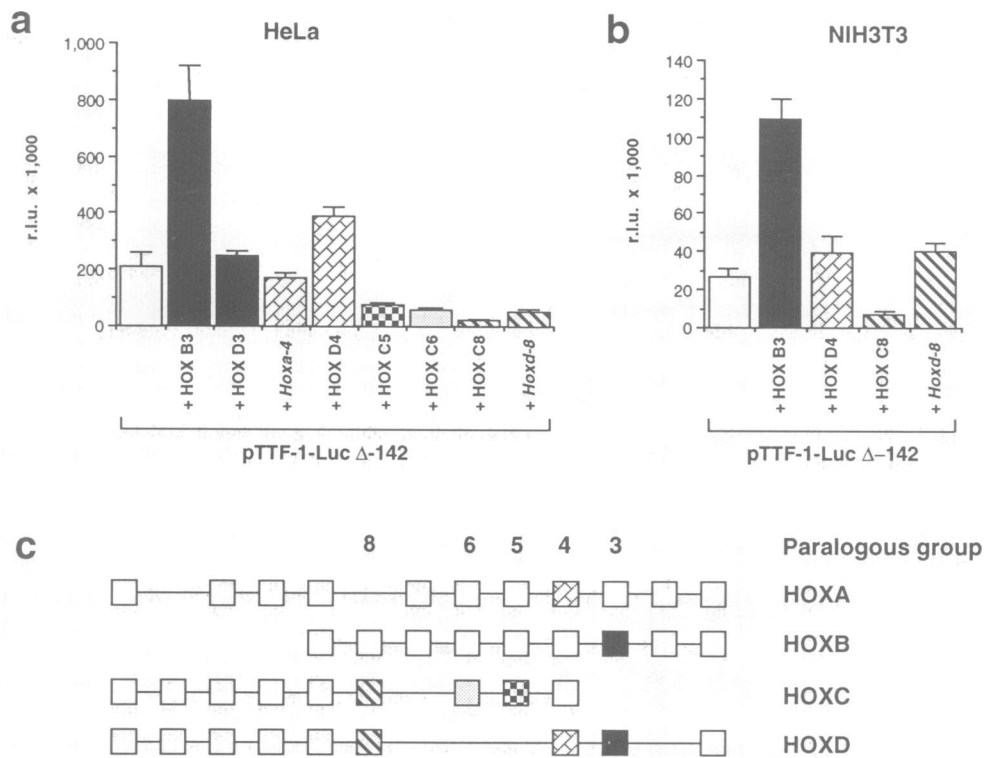 a
HeLa
1,000
800
600
400
200
0
r.l.u. x 1,000
+ HOX B3
+ HOX D3
+ Hoxa-4
+ HOX D4
+ HOX C5
+ HOX C6
+ HOX C8
+ Hoxd-8
pTTF-1-Luc Δ-142
b
NIH3T3
140
120
100
80
60
40
20
0
r.l.u. x 1,000
+ HOX B3
+ HOX D4
+ HOX C8
+ Hoxd-8
pTTF-1-Luc Δ–142
c
8 6 5 4 3 Paralogous group
HOXA
HOXB
HOXC
HOXD